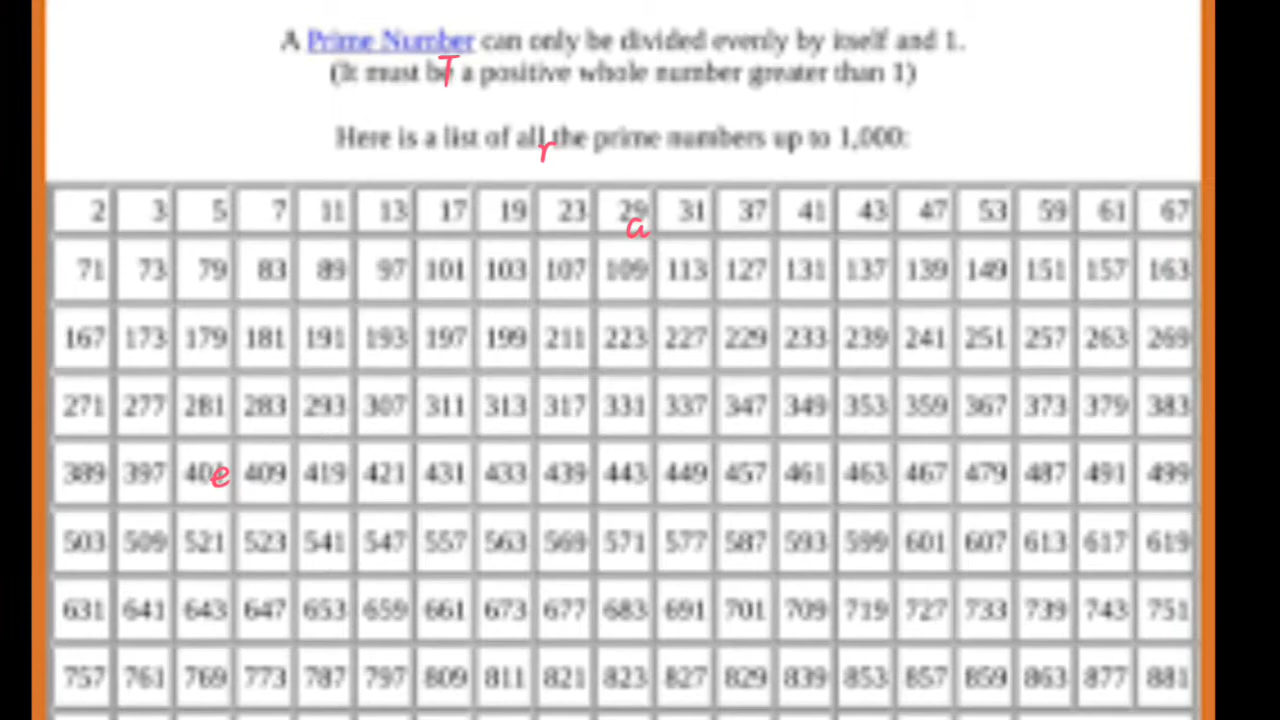 A Prime Number can only be divided evenly by itself and 1.
(It must be a positive whole number greater than 1)
T
Here is a list of all the prime numbers up to 1,000:
r
2 3 5 7 11 13 17 19 23 29 31 37 41 43 47 53 59 61 67
a
71 73 79 83 89 97 101 103 107 109 113 127 131 137 139 149 151 157 163
167 173 179 181 191 193 197 199 211 223 227 229 233 239 241 251 257 263 269
271 277 281 283 293 307 311 313 317 331 337 347 349 353 359 367 373 379 383
389 397 409 419 421 431 433 439 443 449 457 461 463 467 479 487 491 499
e
503 509 521 523 541 547 557 563 569 571 577 587 593 599 601 607 613 617 619
631 641 643 647 653 659 661 673 677 683 691 701 709 719 727 733 739 743 751
757 761 769 773 787 797 809 811 821 823 827 829 839 853 857 859 863 877 881